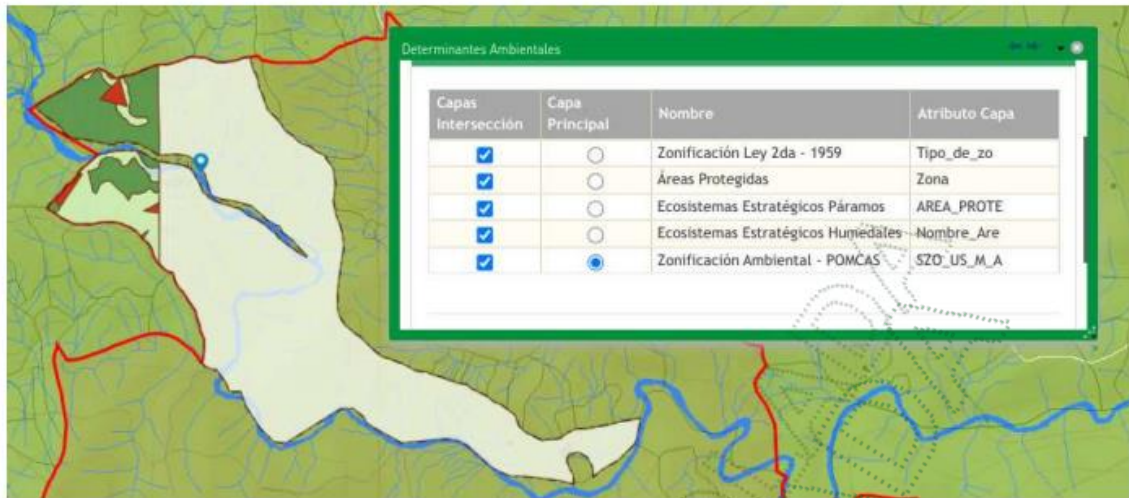 Determinantes Ambientales
Capas Intersección Capa Principal Nombre Atributo Capa
Zonificación Ley 2da - 1959 Tipo_de_zo
Áreas Protegidas Zona
Ecosistemas Estratégicos Páramos AREA_PROTE
Ecosistemas Estratégicos Humedales Nombre_Are
Zonificación Ambiental - POMCAS SZO_US_M_A